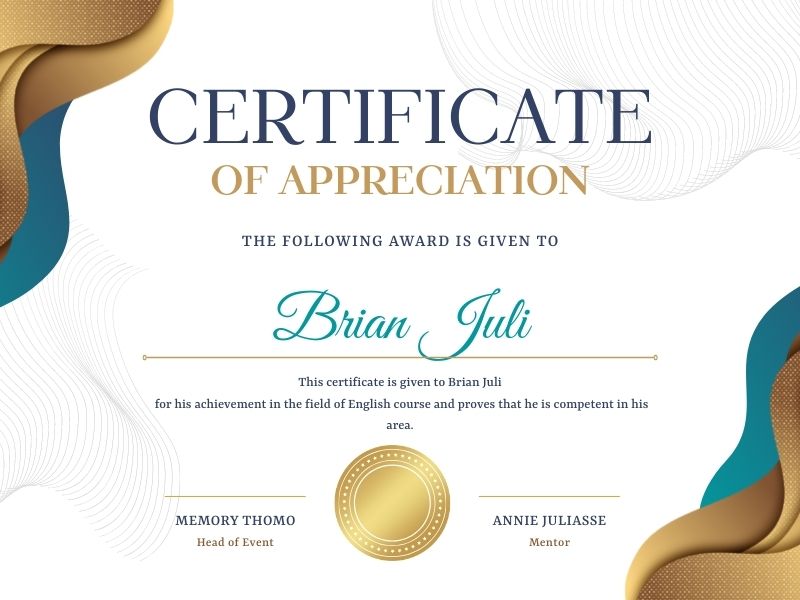 CERTIFICATE
OF APPRECIATION
THE FOLLOWING AWARD IS GIVEN TO
Brian Juli
This certificate is given to Brian Juli
for his achievement in the field of English course and proves that he is competent in his
area.
MEMORY THOMO
Head of Event
ANNIE JULIASSE
Mentor